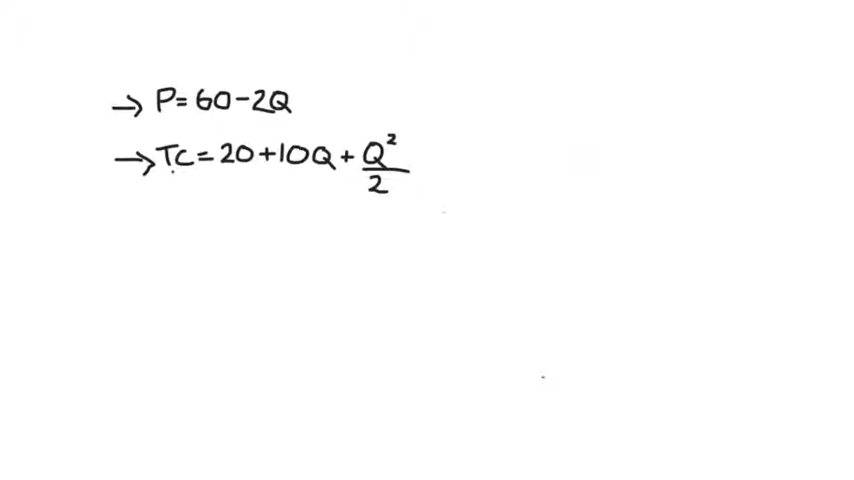 → P = 60 - 2Q
→ TC = 20 + 10Q + Q²/2